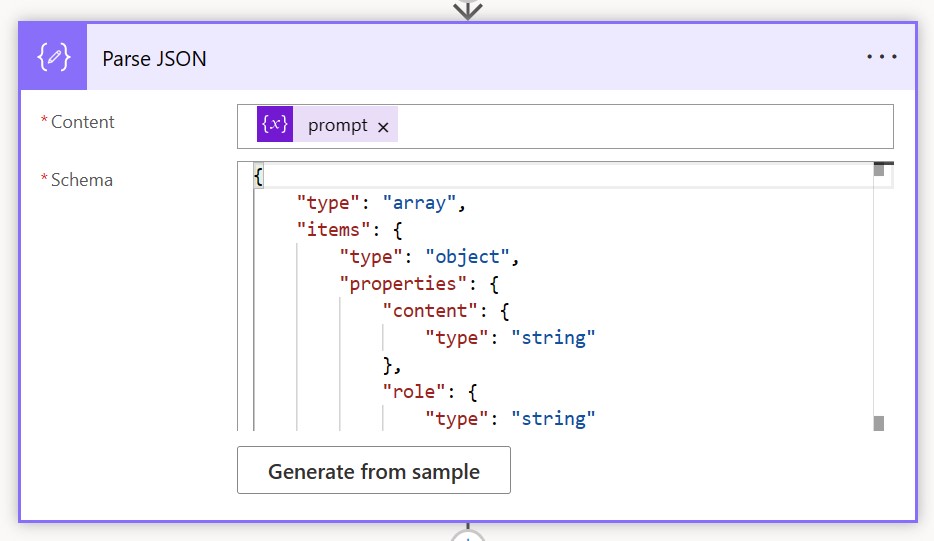 Parse JSON
* Content
{x} prompt ×
* Schema
{
    "type": "array",
    "items": {
        "type": "object",
        "properties": {
            "content": {
                "type": "string"
            },
            "role": {
                "type": "string"
Generate from sample